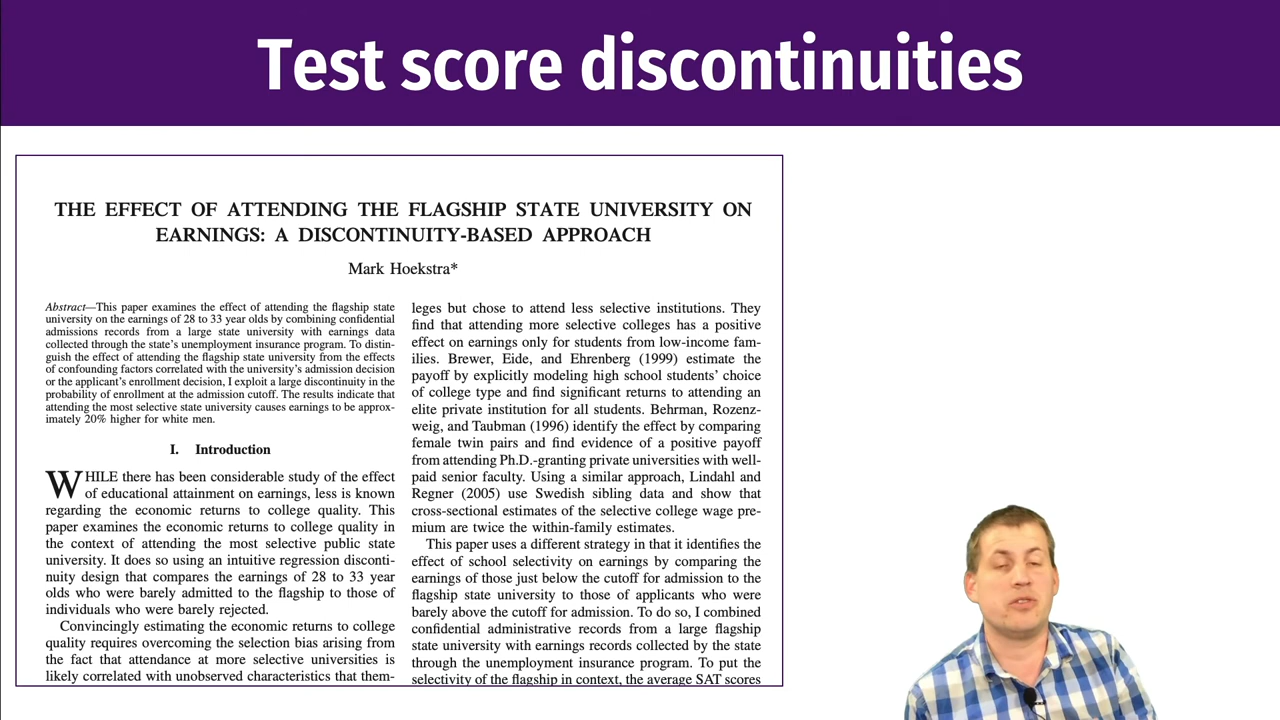 Test score discontinuities
THE EFFECT OF ATTENDING THE FLAGSHIP STATE UNIVERSITY ON
EARNINGS: A DISCONTINUITY-BASED APPROACH
Mark Hoekstra*
Abstract—This paper examines the effect of attending the flagship state
university on the earnings of 28 to 33 year olds by combining confidential
admissions records from a large state university with earnings data
collected through the state's unemployment insurance program. To distin-
guish the effect of attending the flagship state university from the effects
of confounding factors correlated with the university's admission decision
or the applicant's enrollment decision, I exploit a large discontinuity in the
probability of enrollment at the admission cutoff. The results indicate that
attending the most selective state university causes earnings to be approx-
imately 20% higher for white men.
I. Introduction
WHILE there has been considerable study of the effect
of educational attainment on earnings, less is known
regarding the economic returns to college quality. This
paper examines the economic returns to college quality in
the context of attending the most selective public state
university. It does so using an intuitive regression disconti-
nuity design that compares the earnings of 28 to 33 year
olds who were barely admitted to the flagship to those of
individuals who were barely rejected.
Convincingly estimating the economic returns to college
quality requires overcoming the selection bias arising from
the fact that attendance at more selective universities is
likely correlated with unobserved characteristics that them-
leges but chose to attend less selective institutions. They
find that attending more selective colleges has a positive
effect on earnings only for students from low-income fam-
ilies. Brewer, Eide, and Ehrenberg (1999) estimate the
payoff by explicitly modeling high school students' choice
of college type and find significant returns to attending an
elite private institution for all students. Behrman, Rozenz-
weig, and Taubman (1996) identify the effect by comparing
female twin pairs and find evidence of a positive payoff
from attending Ph.D.-granting private universities with well-
paid senior faculty. Using a similar approach, Lindahl and
Regner (2005) use Swedish sibling data and show that
cross-sectional estimates of the selective college wage pre-
mium are twice the within-family estimates.
This paper uses a different strategy in that it identifies the
effect of school selectivity on earnings by comparing the
earnings of those just below the cutoff for admission to the
flagship state university to those of applicants who were
barely above the cutoff for admission. To do so, I combined
confidential administrative records from a large flagship
state university with earnings records collected by the state
through the unemployment insurance program. To put the
selectivity of the flagship in context, the average SAT scores